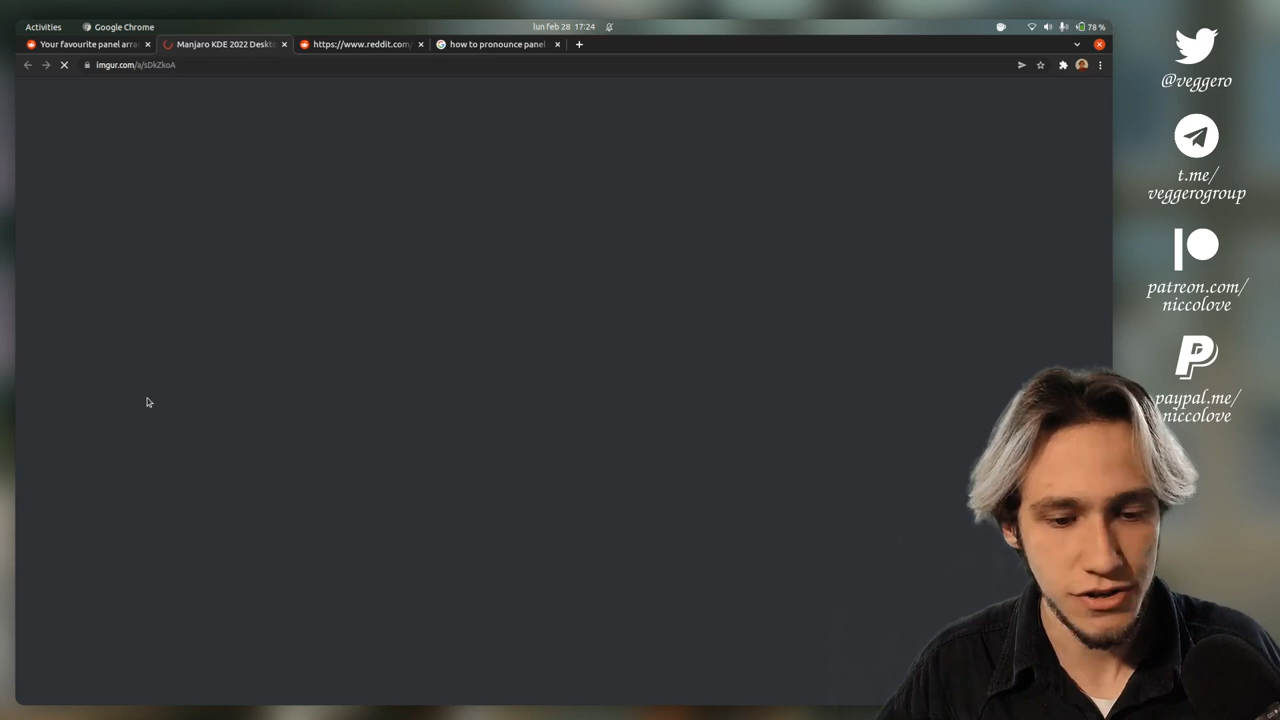 Activities
Google Chrome
lun feb 28 17:24
78 %
Your favourite panel arra
Manjaro KDE 2022 Deskt
https://www.reddit.com/
how to pronounce panel
imgur.com/a/sDkZkoA
@veggero
t.me/
veggerogroup
patreon.com/
niccolove
paypal.me/
niccolove